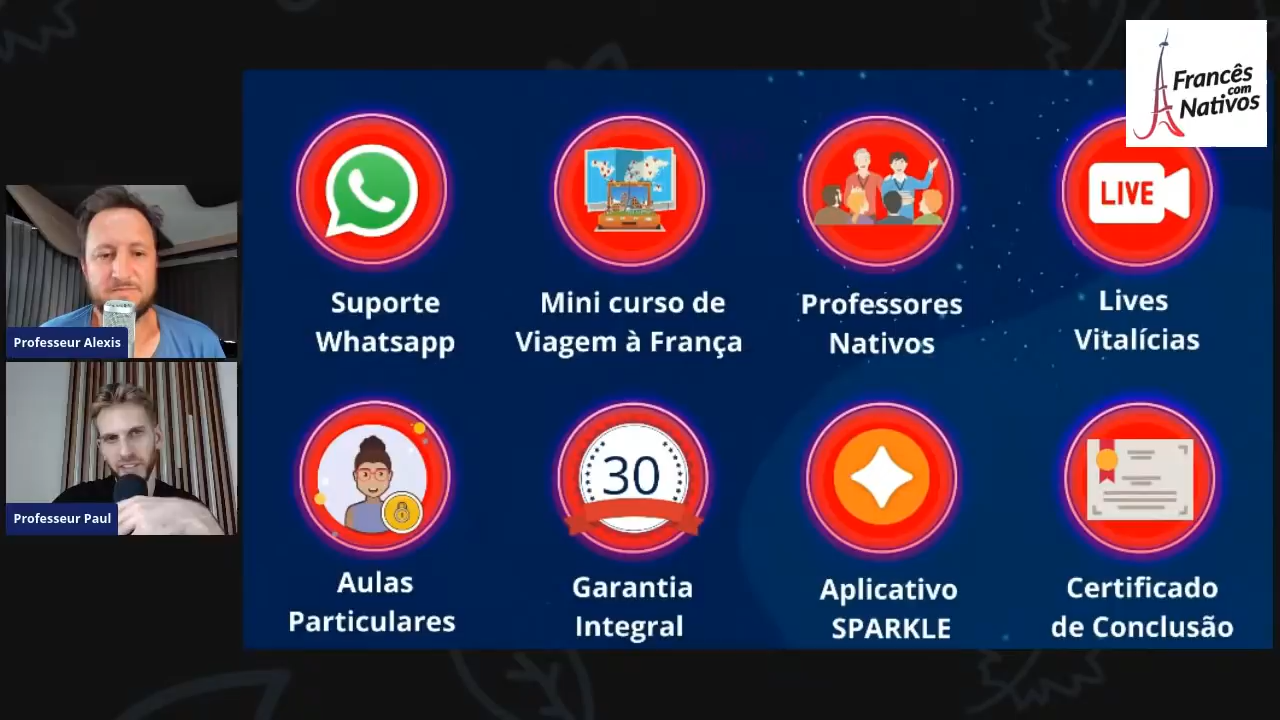 Francês
com
Nativos
LIVE
Suporte
Whatsapp
Mini curso de
Viagem à França
Professores
Nativos
Lives
Vitalícias
Professeur Alexis
Professeur Paul
30
Aulas
Particulares
Garantia
Integral
Aplicativo
SPARKLE
Certificado
de Conclusão